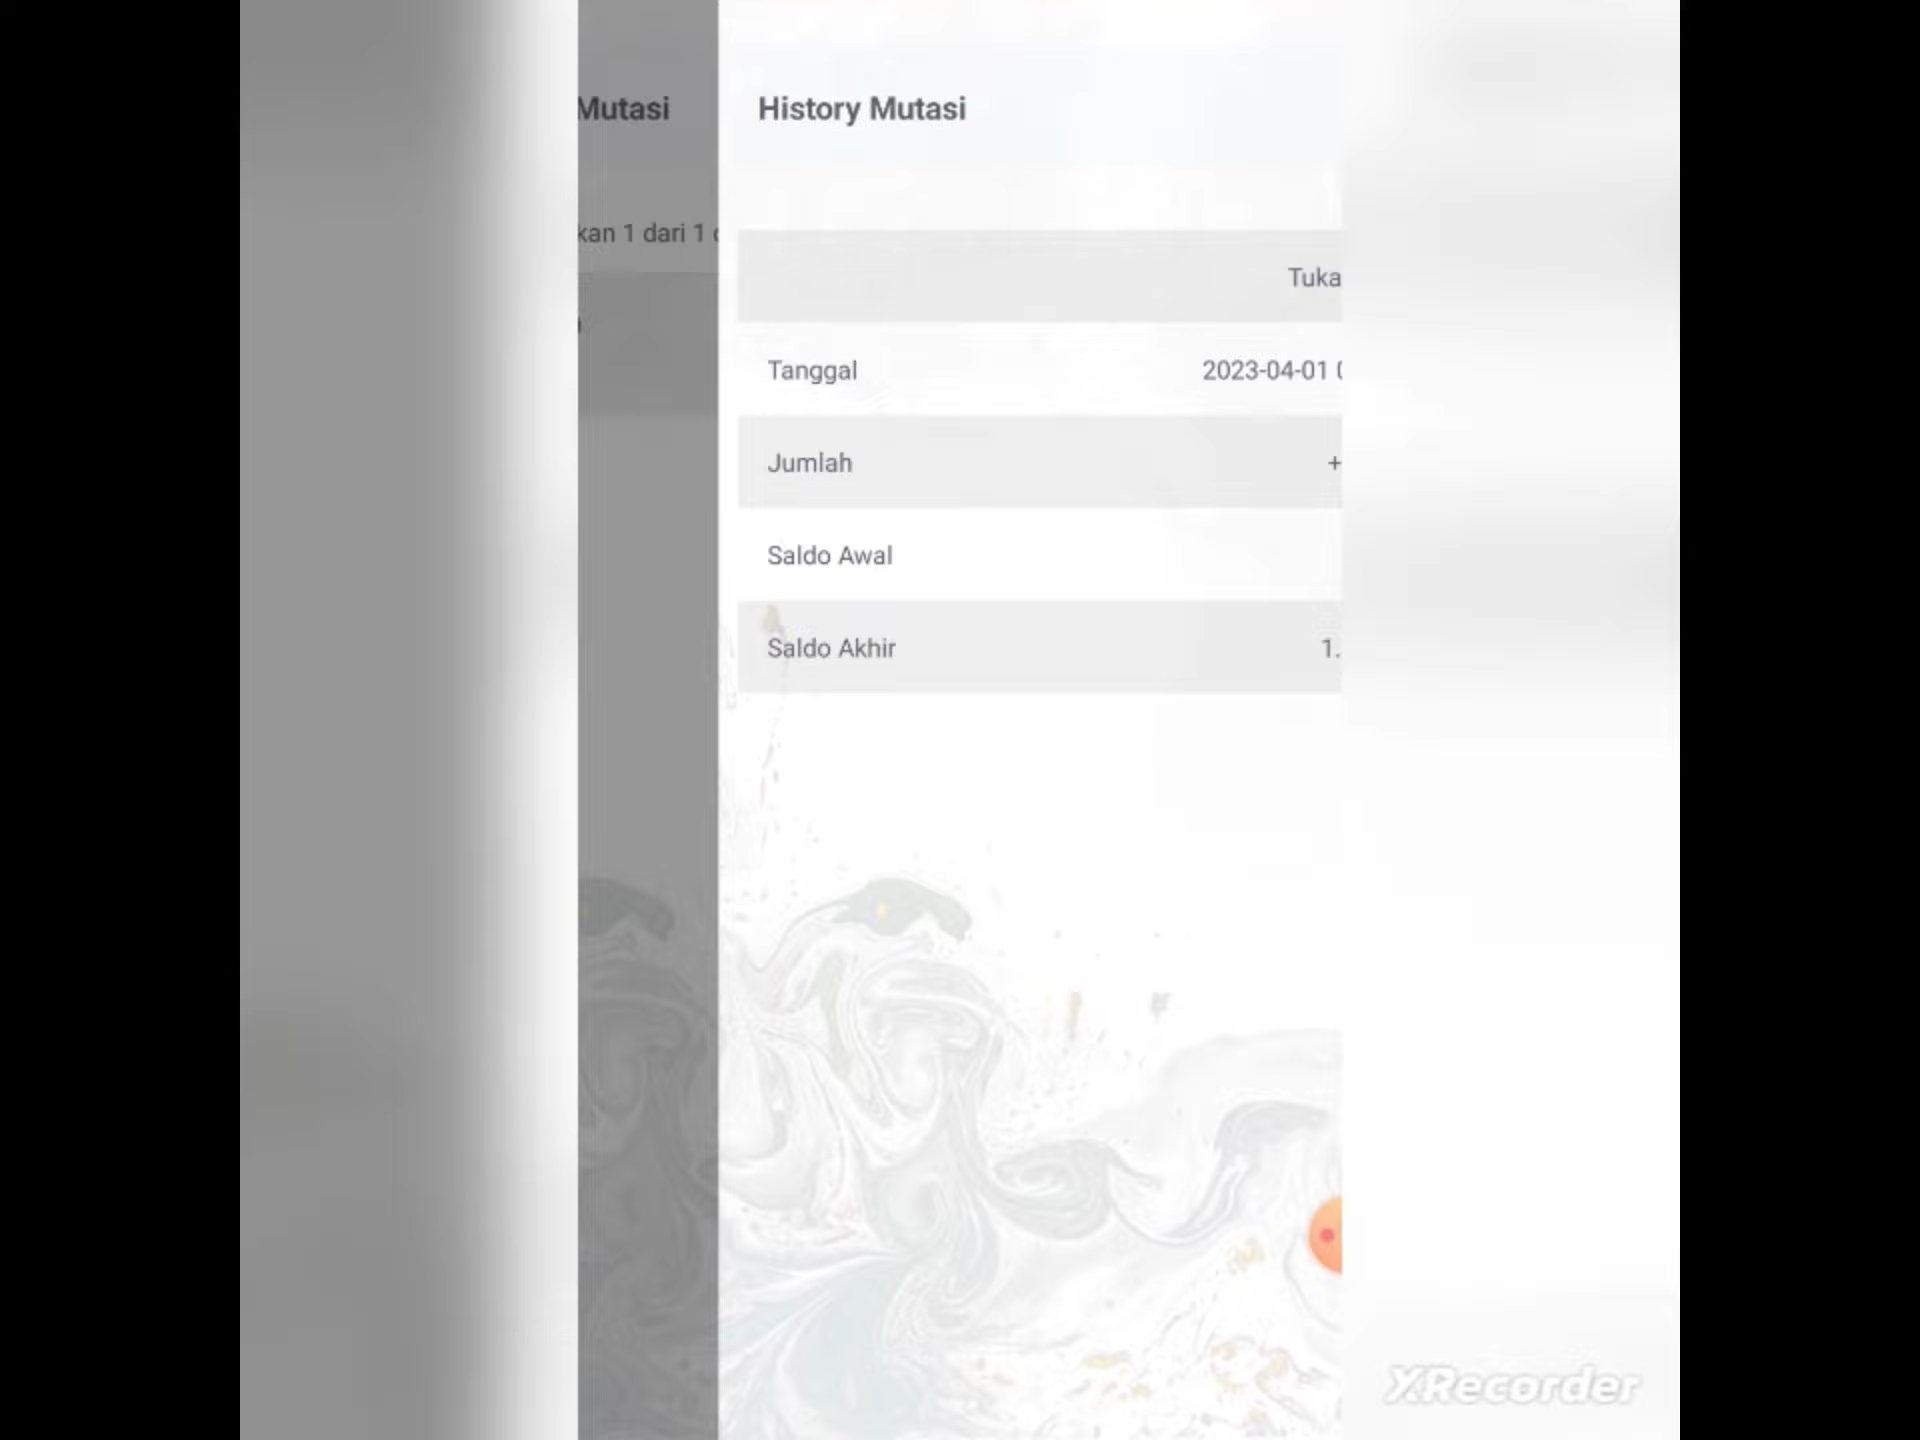 Mutasi
History Mutasi
kan 1 dari 1
Tuka
Tanggal
2023-04-01
Jumlah
+
Saldo Awal
Saldo Akhir
1.
XRecorder